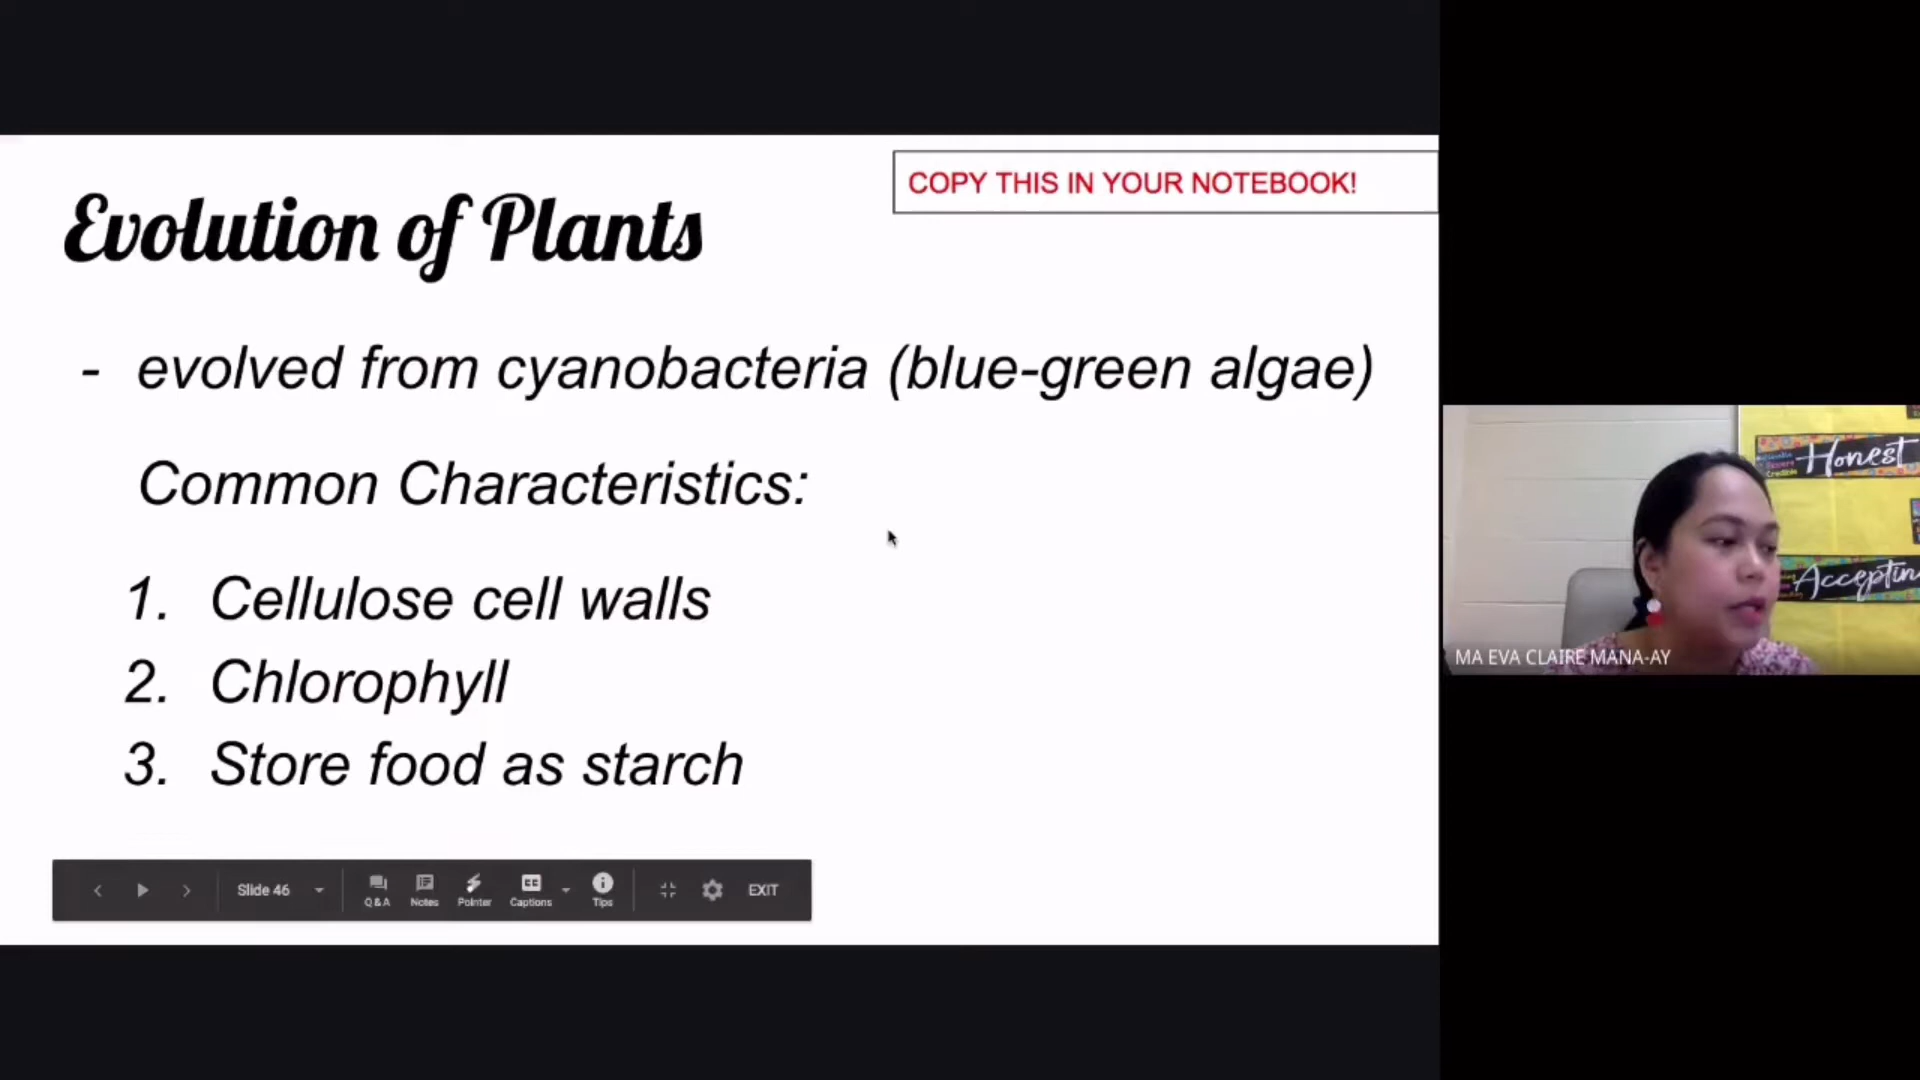 COPY THIS IN YOUR NOTEBOOK!
Evolution of Plants
- evolved from cyanobacteria (blue-green algae)
Common Characteristics:
1. Cellulose cell walls
2. Chlorophyll
3. Store food as starch
Slide 46
Q&A
Notes
Pointer
Captions
Tips
EXIT
Honest
Acceptin
MA EVA CLAIRE MANA-AY